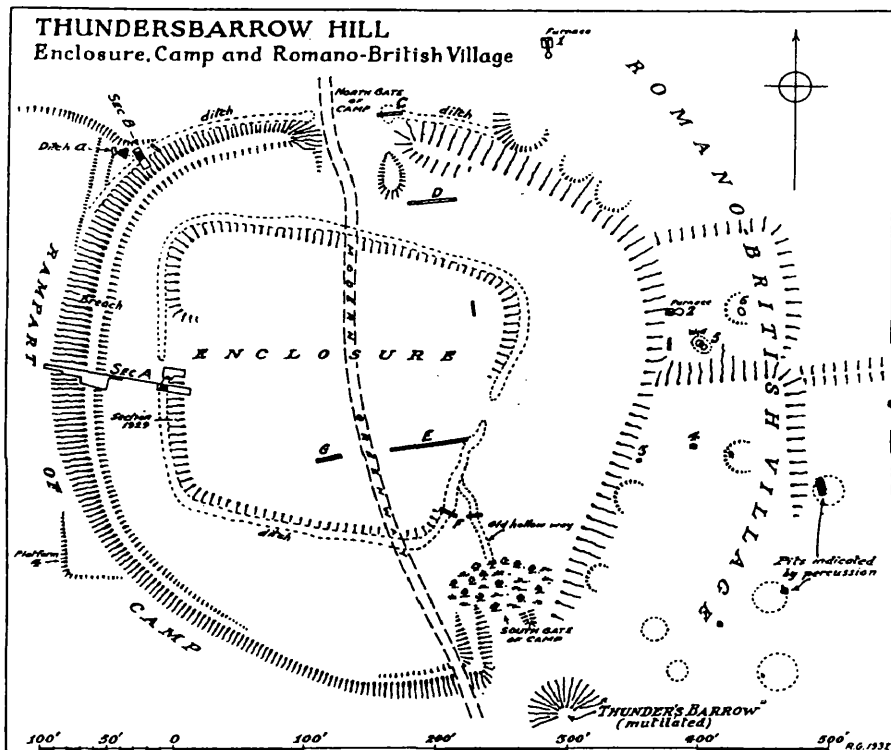 THUNDERSBARROW HILL
Enclosure, Camp and Romano-British Village
Furnace
1
NORTH GATE
OF
CAMP
C
ditch
ditch
SEC B
Ditch a
D
ROMANO BRITISH VILLAGE
RAMPART OF CAMP
Breach
MODERN
ENCLOSURE
Furnace
2
6
5
SEC A
Section
1929
G
E
3
4
F
Old hollow way
ditch
Platform
4
Pits indicated
by percussion
SOUTH GATE
OF CAMP
"THUNDER'S BARROW"
(mutilated)
100' 50' 0 100' 200' 300' 400' 500'